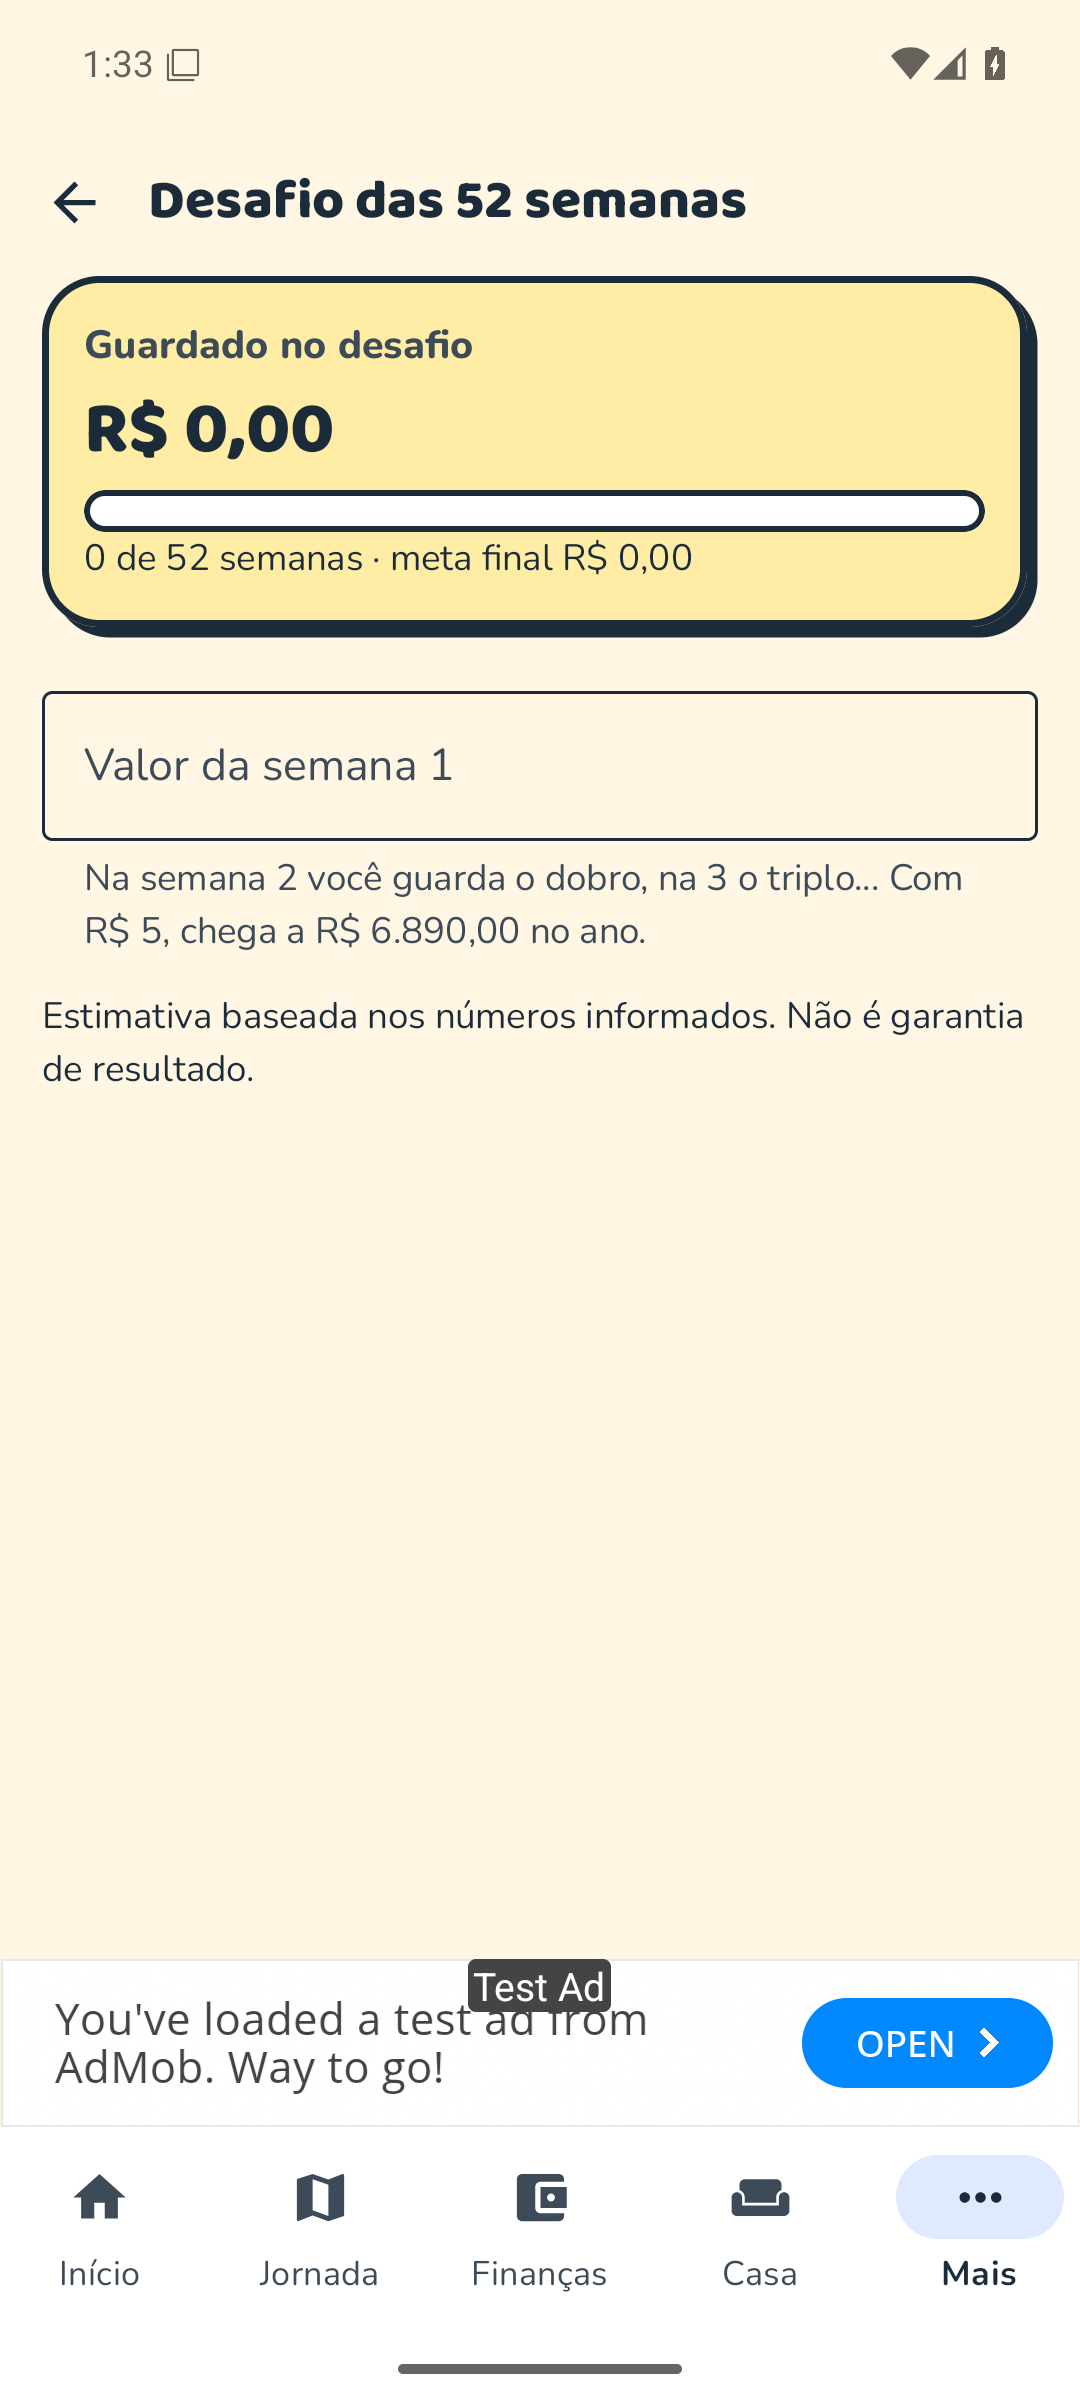 1:33
Desafio das 52 semanas
Guardado no desafio
R$ 0,00
0 de 52 semanas · meta final R$ 0,00
Valor da semana 1
Na semana 2 você guarda o dobro, na 3 o triplo... Com
R$ 5, chega a R$ 6.890,00 no ano.
Estimativa baseada nos números informados. Não é garantia
de resultado.
Test Ad
You've loaded a test ad from
AdMob. Way to go!
OPEN
Início
Jornada
Finanças
Casa
Mais